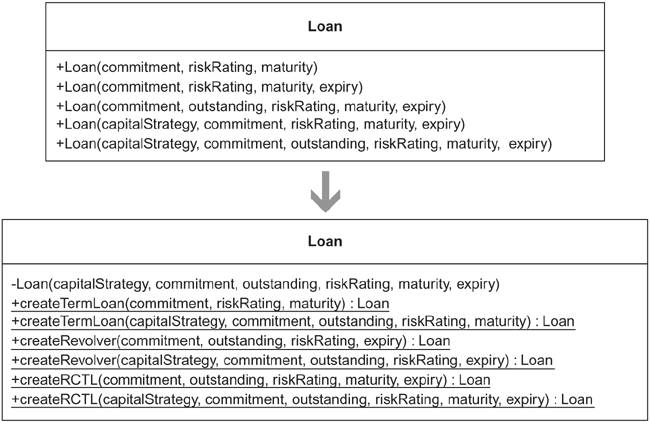 Loan
+Loan(commitment, riskRating, maturity)
+Loan(commitment, riskRating, maturity, expiry)
+Loan(commitment, outstanding, riskRating, maturity, expiry)
+Loan(capitalStrategy, commitment, riskRating, maturity, expiry)
+Loan(capitalStrategy, commitment, outstanding, riskRating, maturity, expiry)
Loan
-Loan(capitalStrategy, commitment, outstanding, riskRating, maturity, expiry)
+createTermLoan(commitment, riskRating, maturity) : Loan
+createTermLoan(capitalStrategy, commitment, outstanding, riskRating, maturity) : Loan
+createRevolver(commitment, outstanding, riskRating, expiry) : Loan
+createRevolver(capitalStrategy, commitment, outstanding, riskRating, expiry) : Loan
+createRCTL(commitment, outstanding, riskRating, maturity, expiry) : Loan
+createRCTL(capitalStrategy, commitment, outstanding, riskRating, maturity, expiry) : Loan